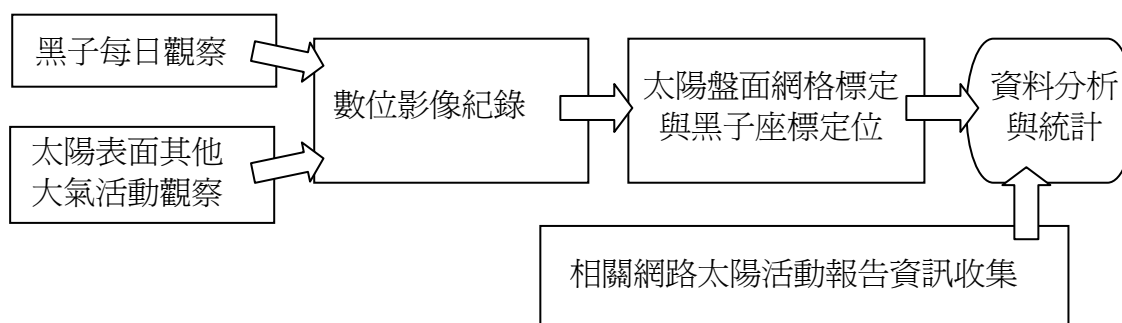 黑子每日觀察
太陽表面其他
大氣活動觀察
數位影像紀錄
太陽盤面網格標定
與黑子座標定位
資料分析
與統計
相關網路太陽活動報告資訊收集